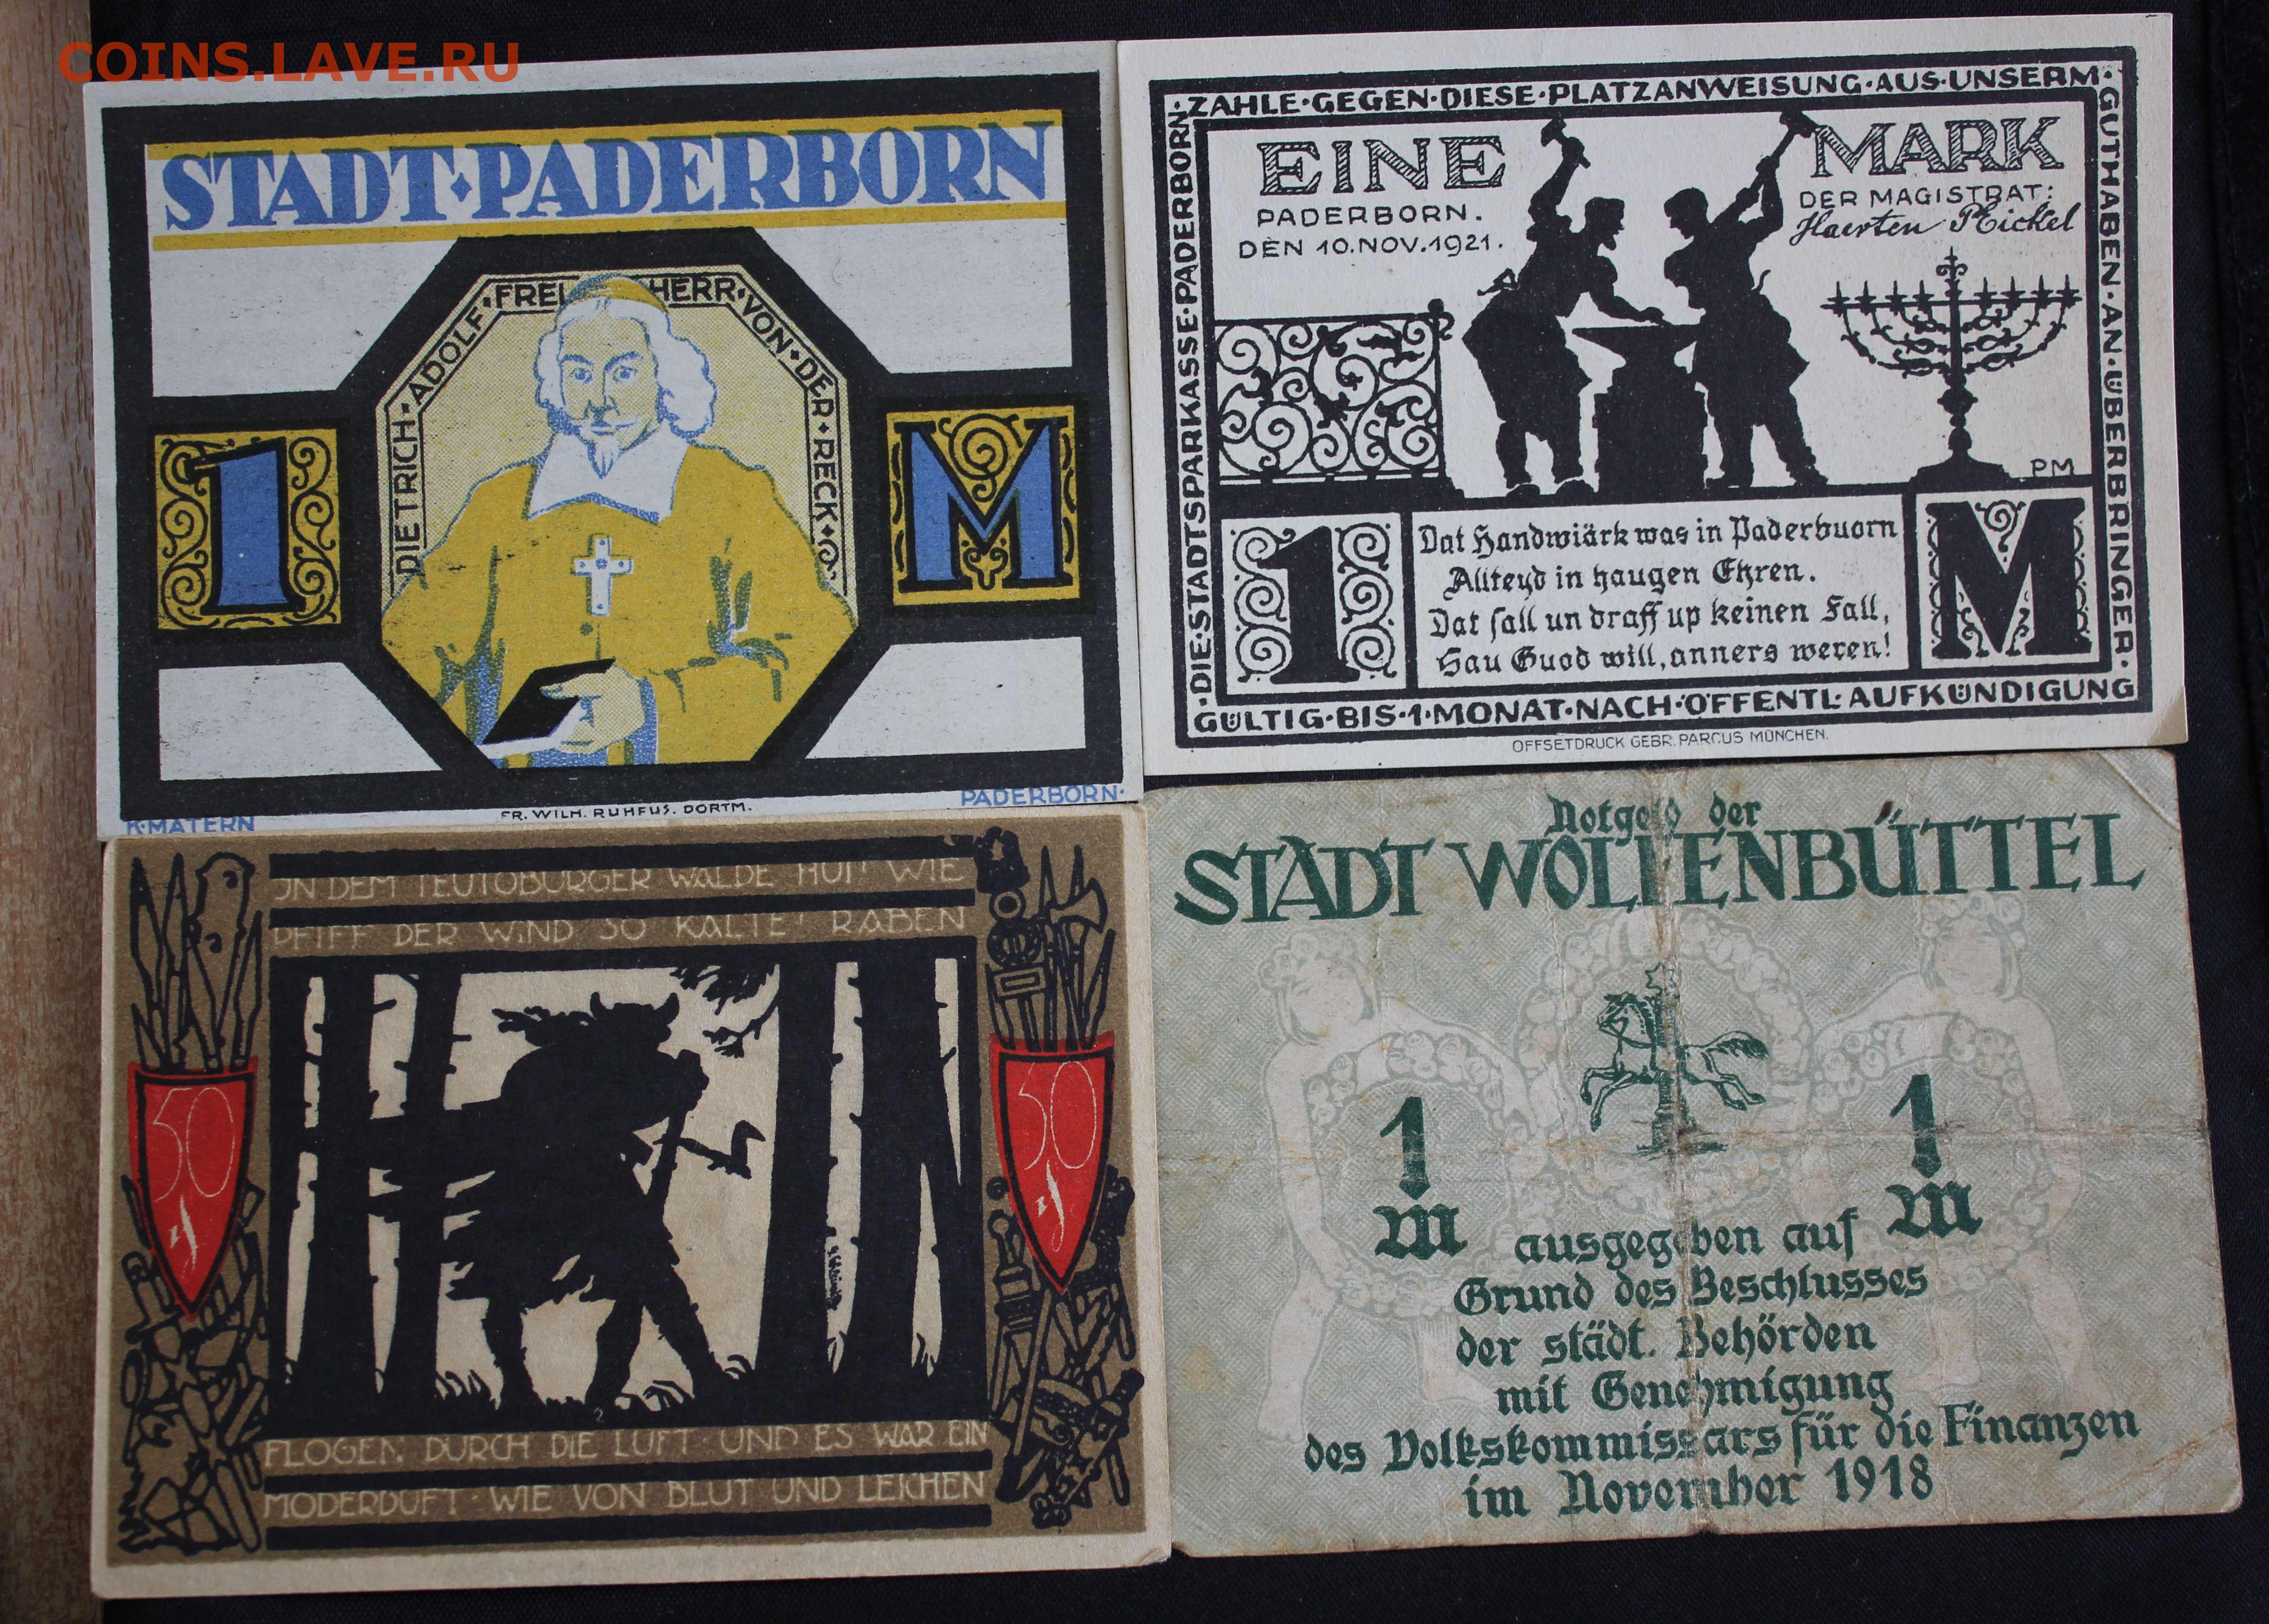 COINS.LAVE.RU
STADT·PADERBORN
DIETRICH·ADOLF·FREI HERR·VON·DER·RECK·
1 M
K·MATERN
FR. WILH. RUHFUS. DORTM.
PADERBORN·
·ZAHLE·GEGEN·DIESE·PLATZANWEISUNG·AUS·UNSERM·
GUTHABEN·AN·ÜBERBRINGER·
·DIE·STADTSPARKASSE·PADERBORN·
EINE MARK
PADERBORN.
DEN 10.NOV.1921.
DER MAGISTRAT:
Haerten Plickel
PM
1 M
Dat Handwiärk was in Paderbuorn
Allteyd in haugen Ehren.
Dat sall un draff up keinen Fall,
Sau Guod will, anners weren!
GÜLTIG·BIS·1·MONAT·NACH·ÖFFENTL·AUFKÜNDIGUNG
OFFSETDRUCK GEBR. PARCUS MÜNCHEN.
IN DEM TEUTOBURGER WALDE HUI! WIE
PFIFF DER WIND SO KALTE! RABEN
50
50
2
FLOGEN DURCH DIE LUFT· UND ES WAR EIN
MODERDUFT· WIE VON BLUT UND LEICHEN
Notgeld der
STADT WOLFENBÜTTEL
1 1
M M
ausgegeben auf
Grund des Beschlusses
der städt. Behörden
mit Genehmigung
des Volkskommissars für die Finanzen
im November 1918